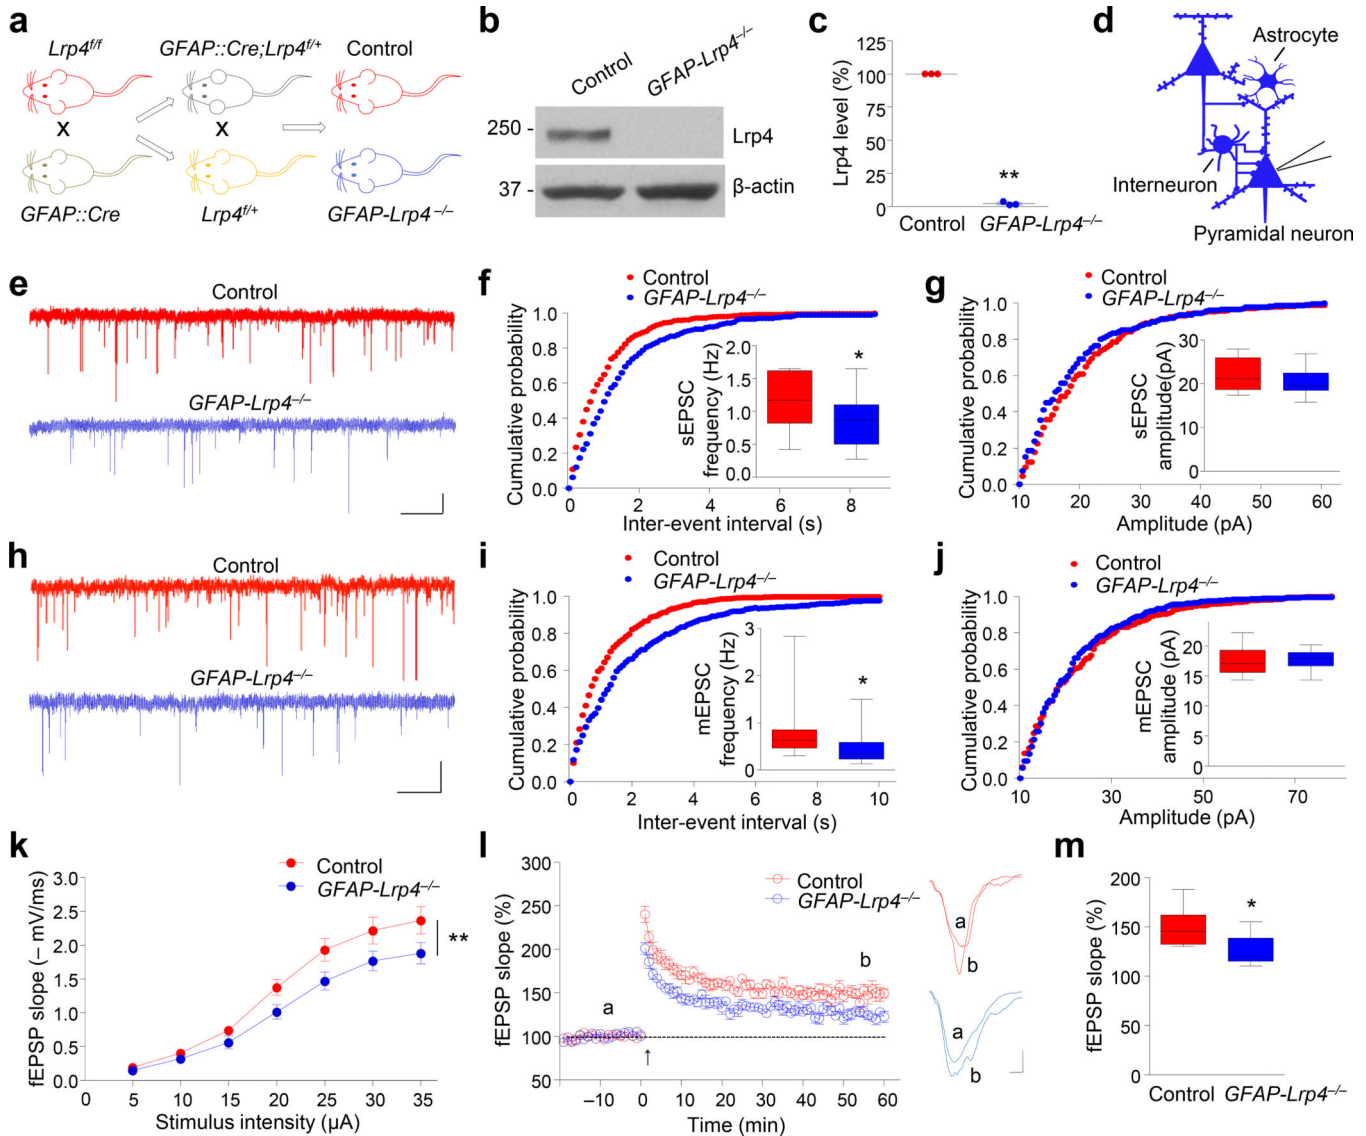 a
Lrp4f/f
GFAP::Cre;Lrp4f/+
Control
X
X
GFAP::Cre
Lrp4f/+
GFAP-Lrp4–/–
b
Control
GFAP-Lrp4–/–
250 -
Lrp4
37 -
β-actin
c
Lrp4 level (%)
125
100
75
50
25
0
**
Control
GFAP-Lrp4–/–
d
Astrocyte
Interneuron
Pyramidal neuron
e
Control
GFAP-Lrp4–/–
f
Control
GFAP-Lrp4–/–
Cumulative probability
1.0
0.8
0.6
0.4
0.2
0.0
0 2 4 6 8
Inter-event interval (s)
sEPSC
frequency (Hz)
2.0
1.5
1.0
0.5
0.0
*
g
Control
GFAP-Lrp4–/–
Cumulative probability
1.0
0.8
0.6
0.4
0.2
0.0
10 20 30 40 50 60
Amplitude (pA)
sEPSC
amplitude(pA)
30
20
10
0
h
Control
GFAP-Lrp4–/–
i
Control
GFAP-Lrp4–/–
Cumulative probability
1.0
0.8
0.6
0.4
0.2
0.0
0 2 4 6 8 10
Inter-event interval (s)
mEPSC
frequency (Hz)
3
2
1
0
*
j
Control
GFAP-Lrp4–/–
Cumulative probability
1.0
0.8
0.6
0.4
0.2
0.0
10 30 50 70
Amplitude (pA)
mEPSC
amplitude (pA)
20
15
10
5
0
k
Control
GFAP-Lrp4–/–
fEPSP slope (– mV/ms)
3.0
2.5
2.0
1.5
1.0
0.5
0.0
0 5 10 15 20 25 30 35
Stimulus intensity (µA)
**
l
Control
GFAP-Lrp4–/–
fEPSP slope (%)
300
250
200
150
100
50
a
b
↑
–10 0 10 20 30 40 50 60
Time (min)
a
b
a
b
m
fEPSP slope (%)
200
150
100
50
0
*
Control
GFAP-Lrp4–/–